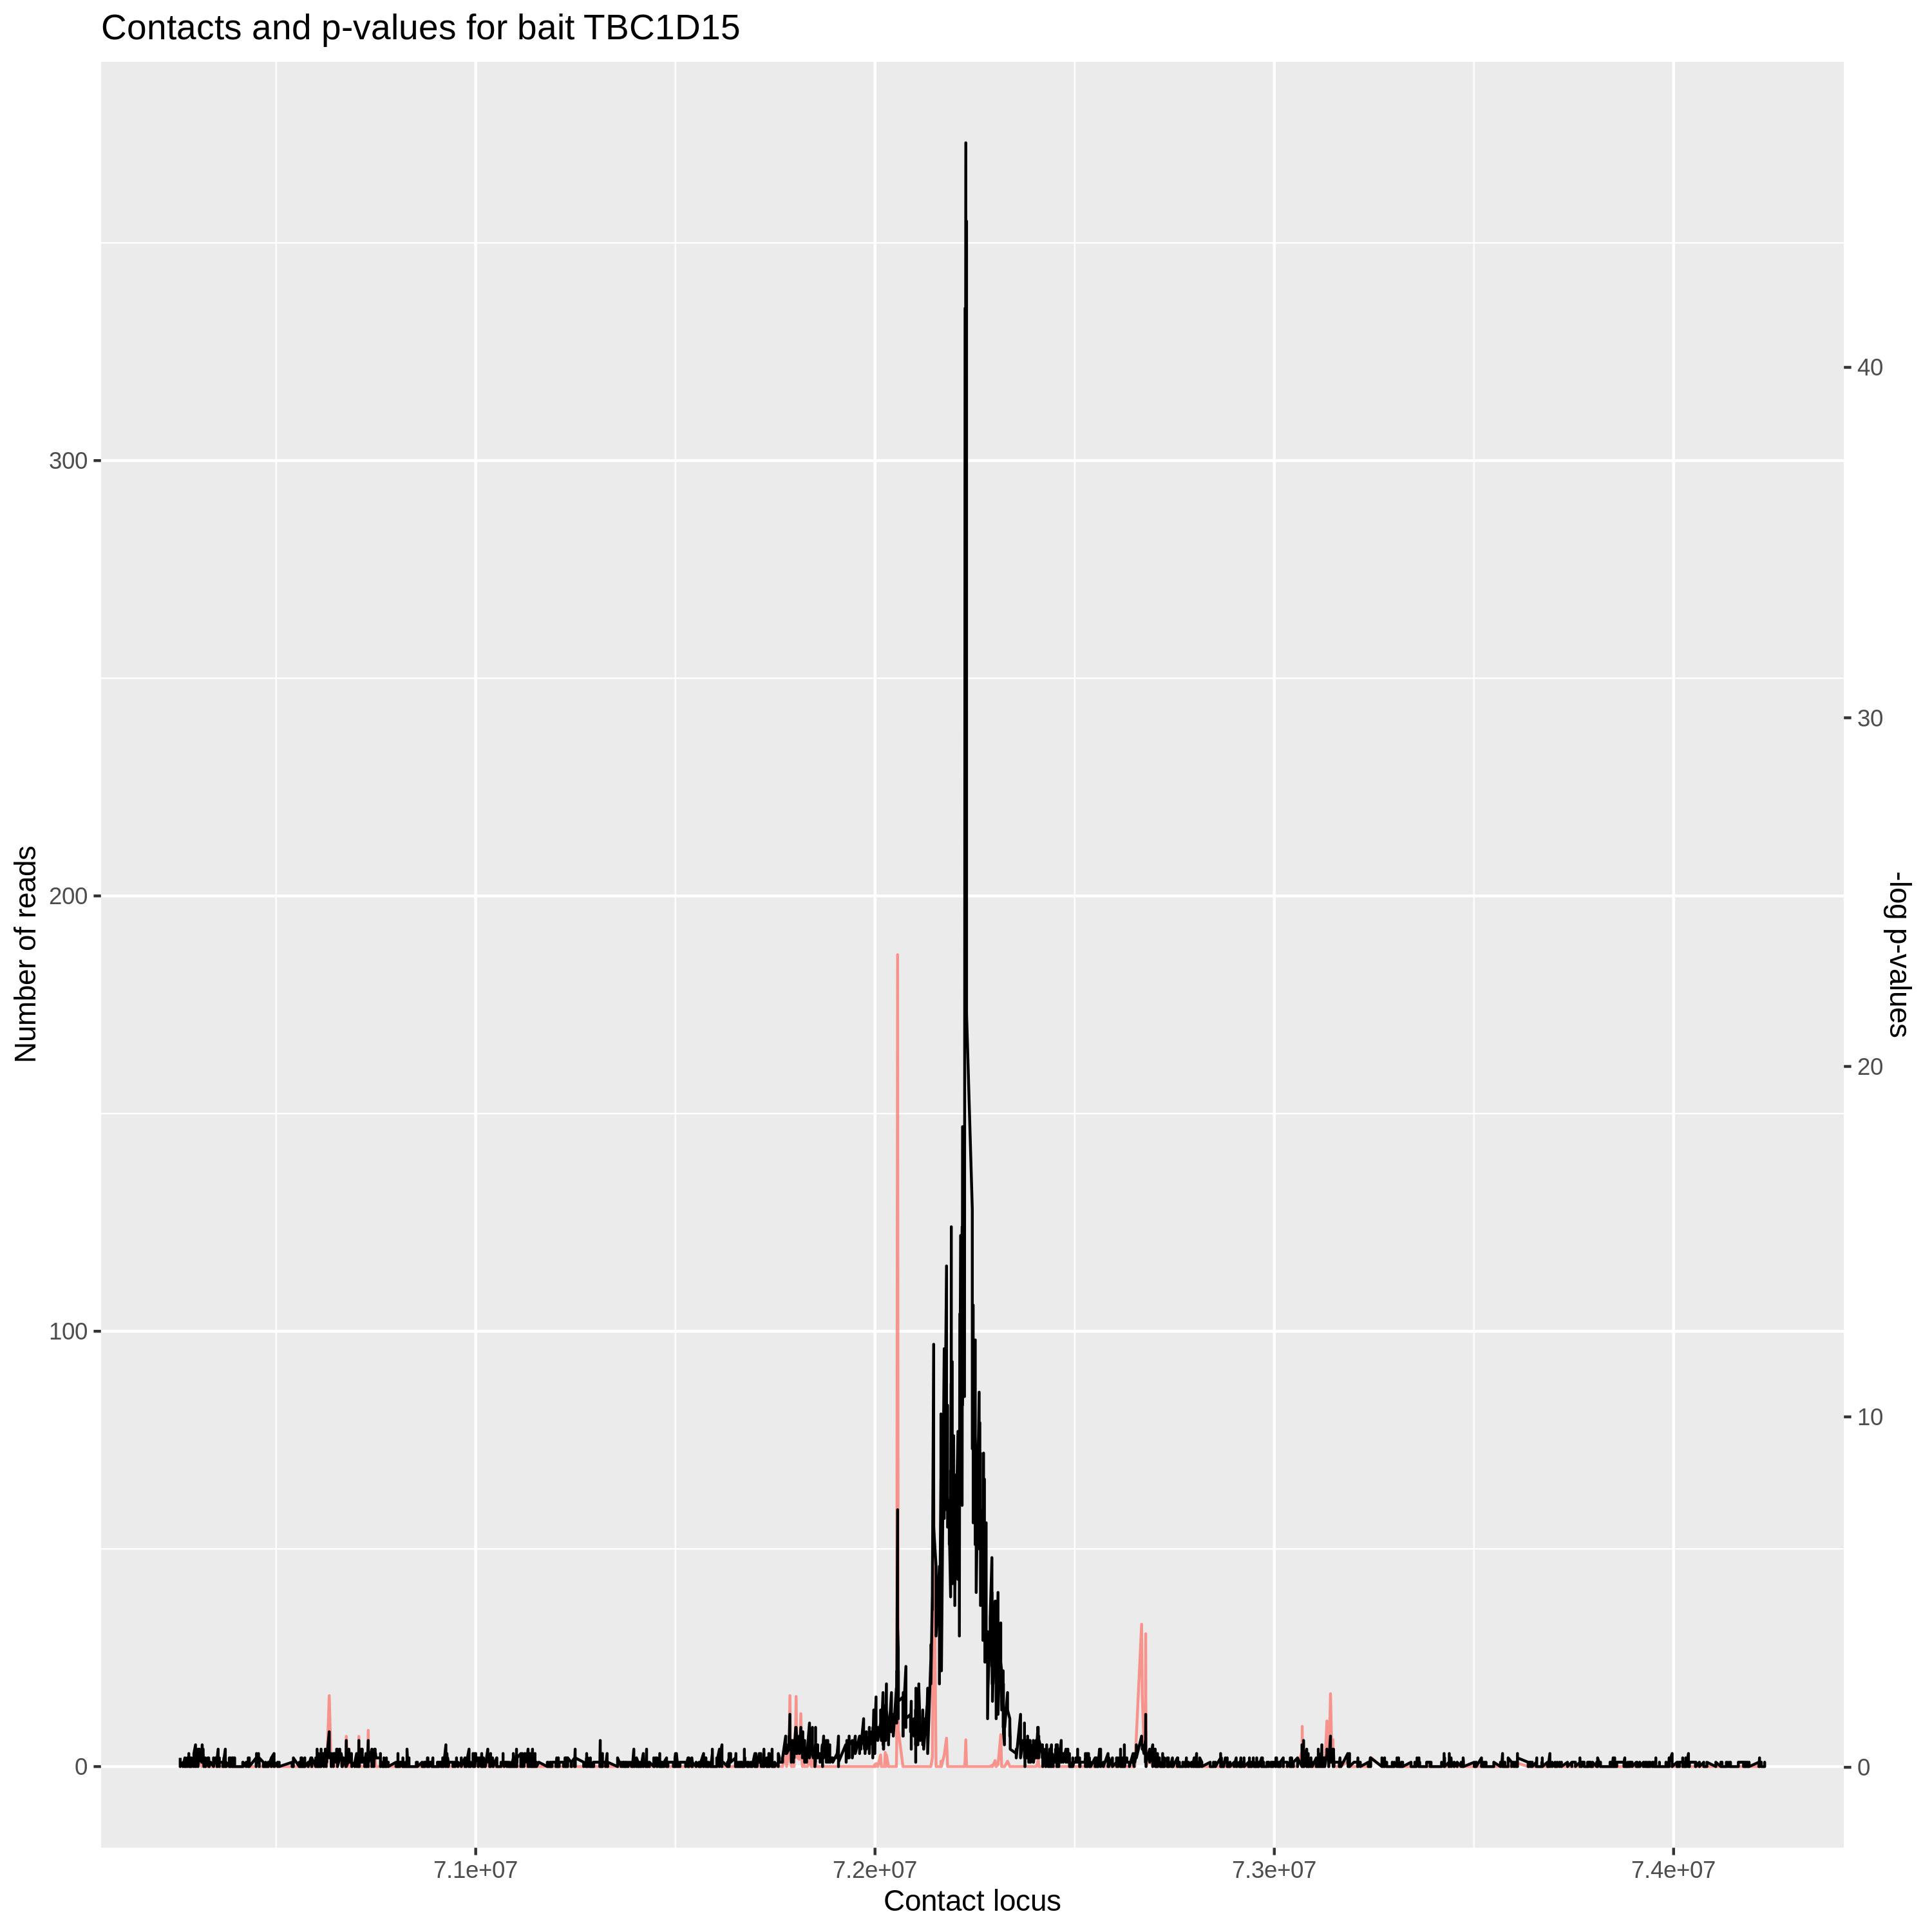 Contacts and p-values for bait TBC1D15
Number of reads
300
200
100
0
40
30
20
10
0
-log p-values
7.1e+07
7.2e+07
7.3e+07
7.4e+07
Contact locus